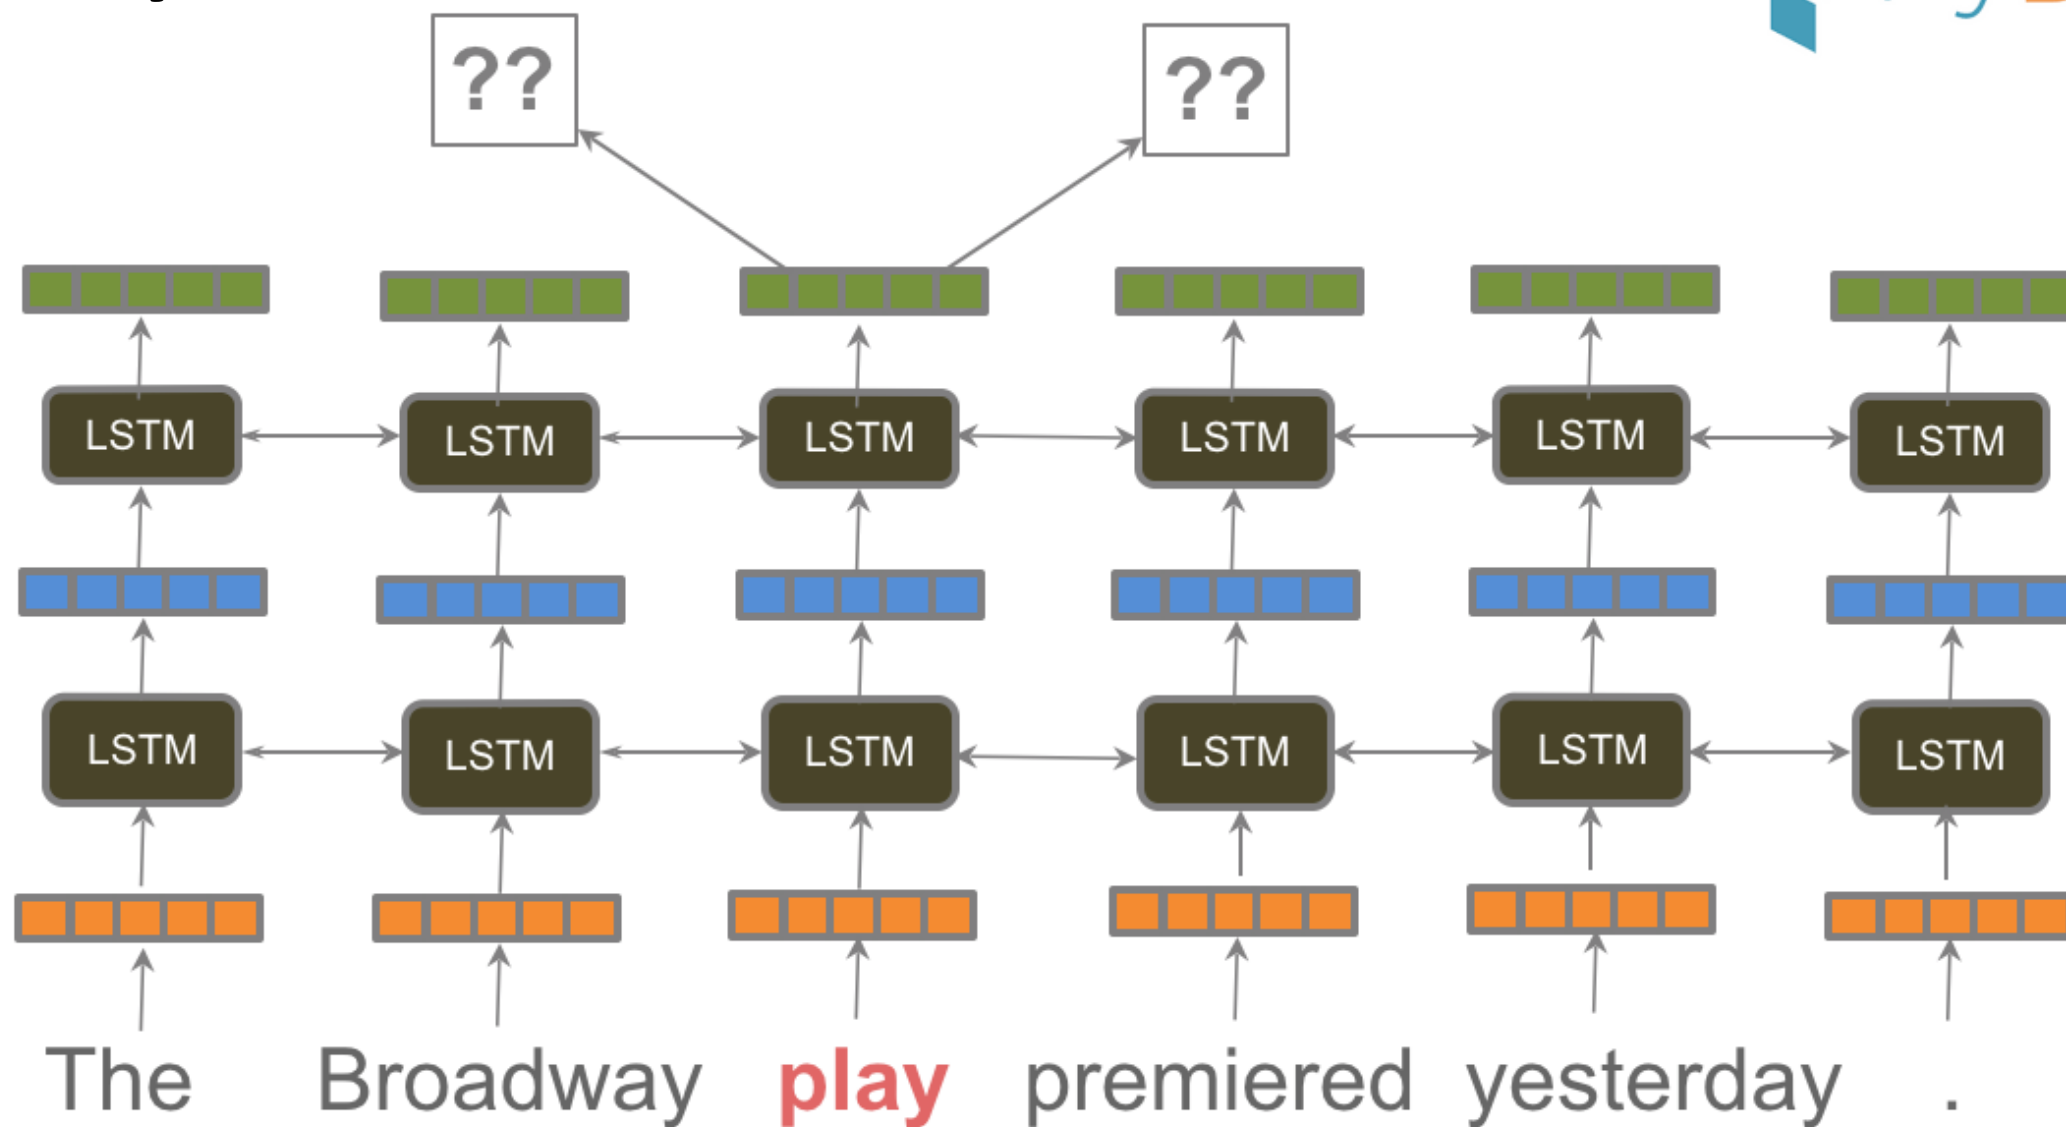 ?? ??
LSTM LSTM LSTM LSTM LSTM LSTM
LSTM LSTM LSTM LSTM LSTM LSTM
The Broadway play premiered yesterday .